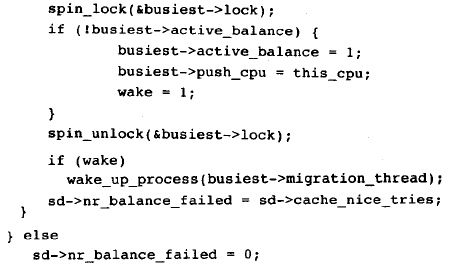 spin_lock(&busiest->lock);
if (!busiest->active_balance) {
busiest->active_balance = 1;
busiest->push_cpu = this_cpu;
wake = 1;
}
spin_unlock(&busiest->lock);
if (wake)
wake_up_process(busiest->migration_thread);
sd->nr_balance_failed = sd->cache_nice_tries;
}
} else
sd->nr_balance_failed = 0;